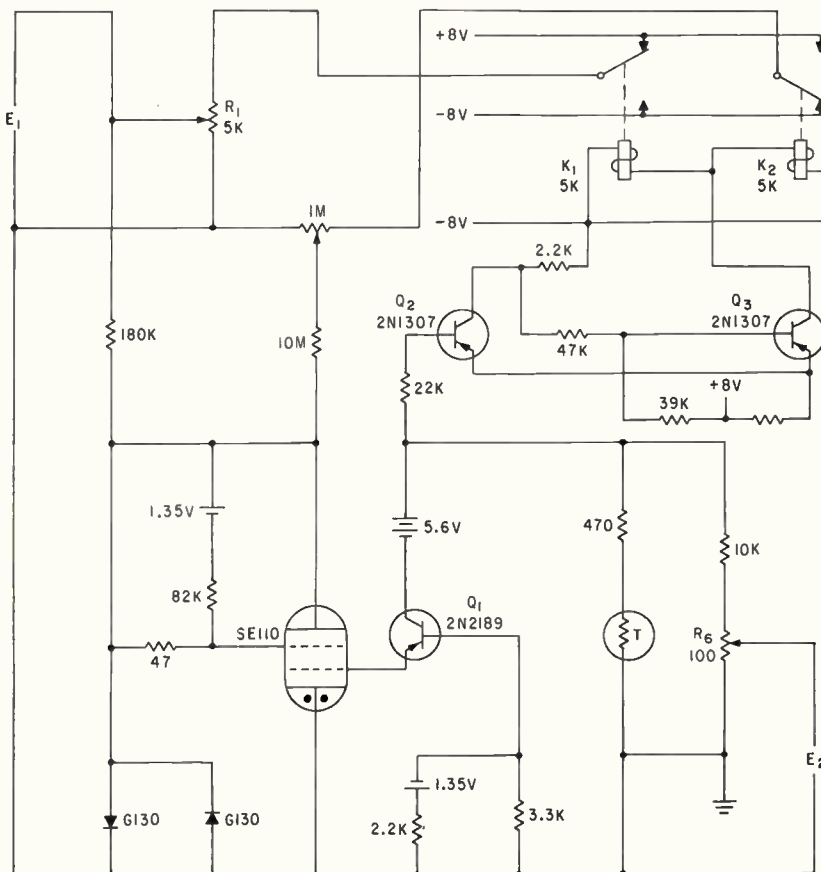 +8V
E1
R1
5K
-8V
K1
5K
K2
5K
1M
-8V
2.2K
Q2
2N1307
Q3
2N1307
180K
10M
47K
+8V
22K
39K
1.35V
5.6V
470
10K
82K
Q1
2N2189
SE110
T
R6
100
47
E2
1.35V
G130
G130
2.2K
3.3K